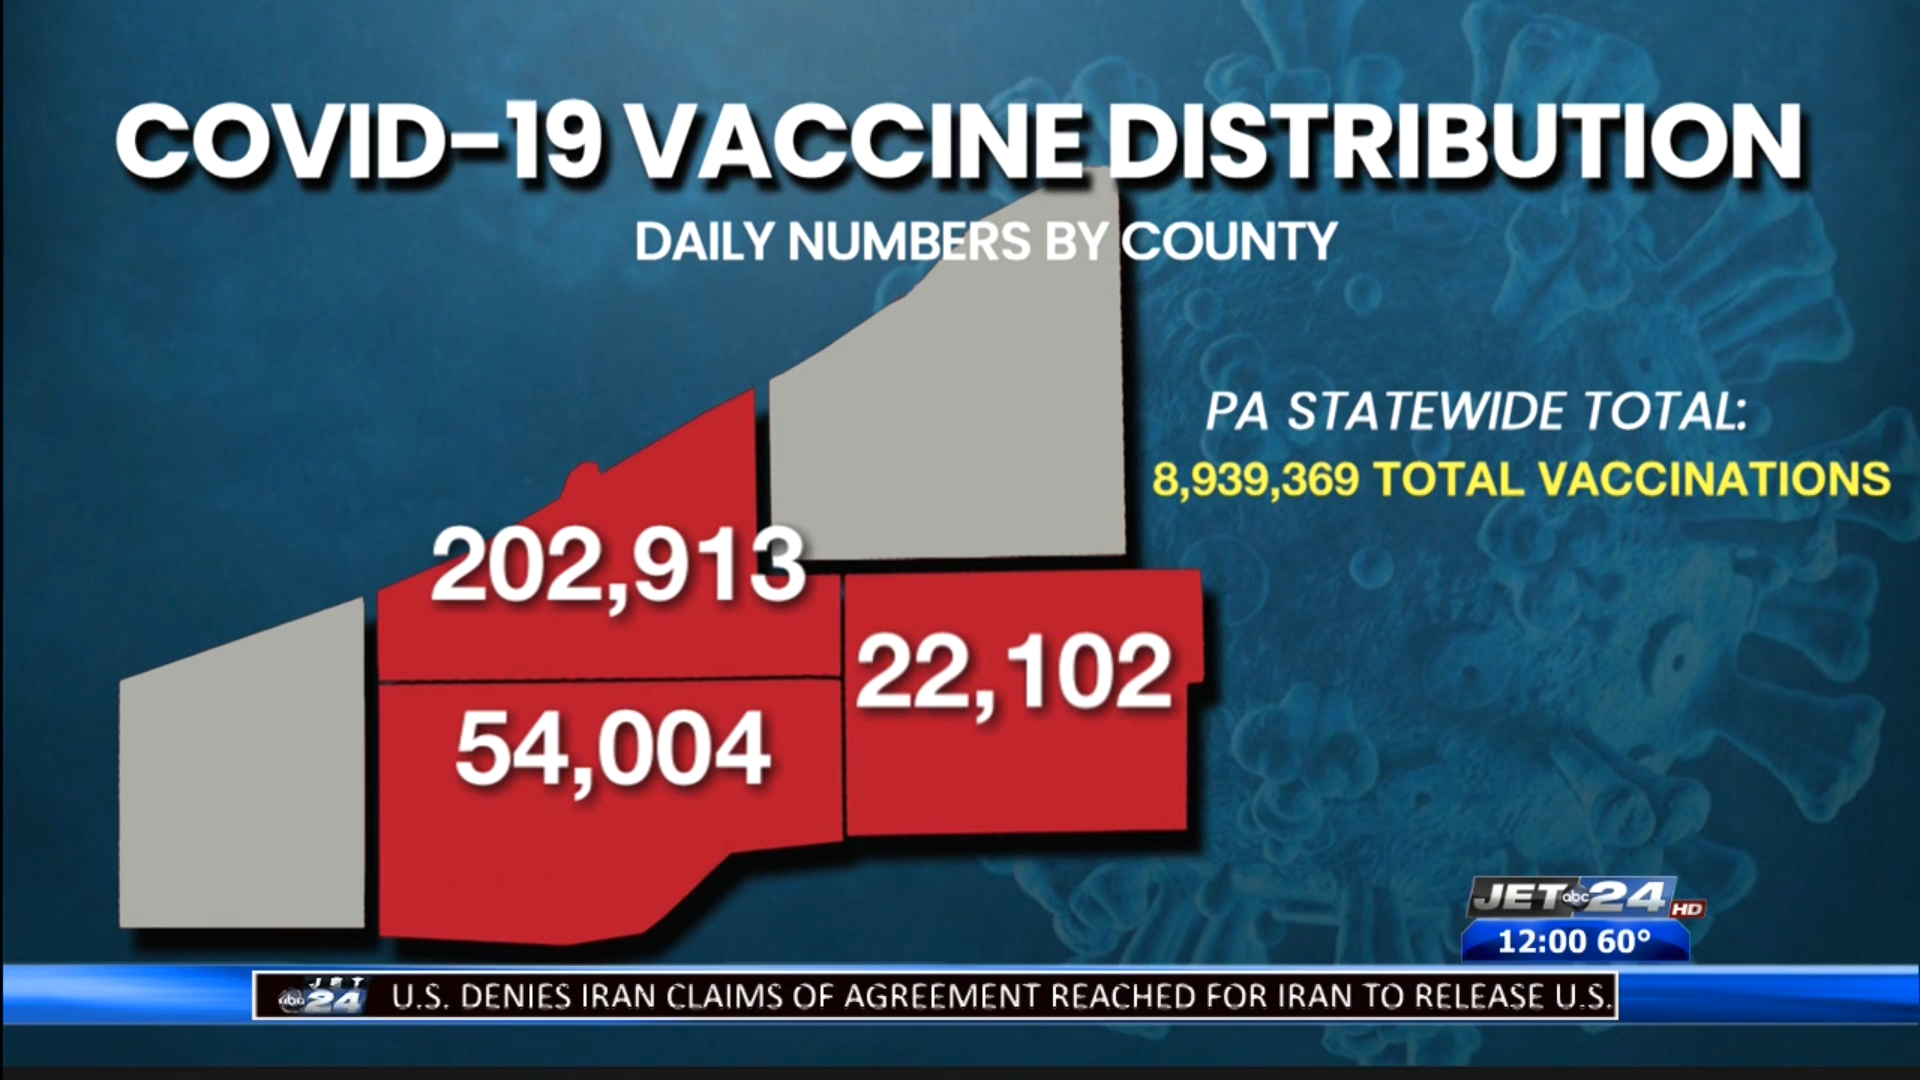 COVID-19 VACCINE DISTRIBUTION
DAILY NUMBERS BY COUNTY
PA STATEWIDE TOTAL:
8,939,369 TOTAL VACCINATIONS
202,913
22,102
54,004
JET abc 24 HD
12:00 60°
JET abc 24 U.S. DENIES IRAN CLAIMS OF AGREEMENT REACHED FOR IRAN TO RELEASE U.S.